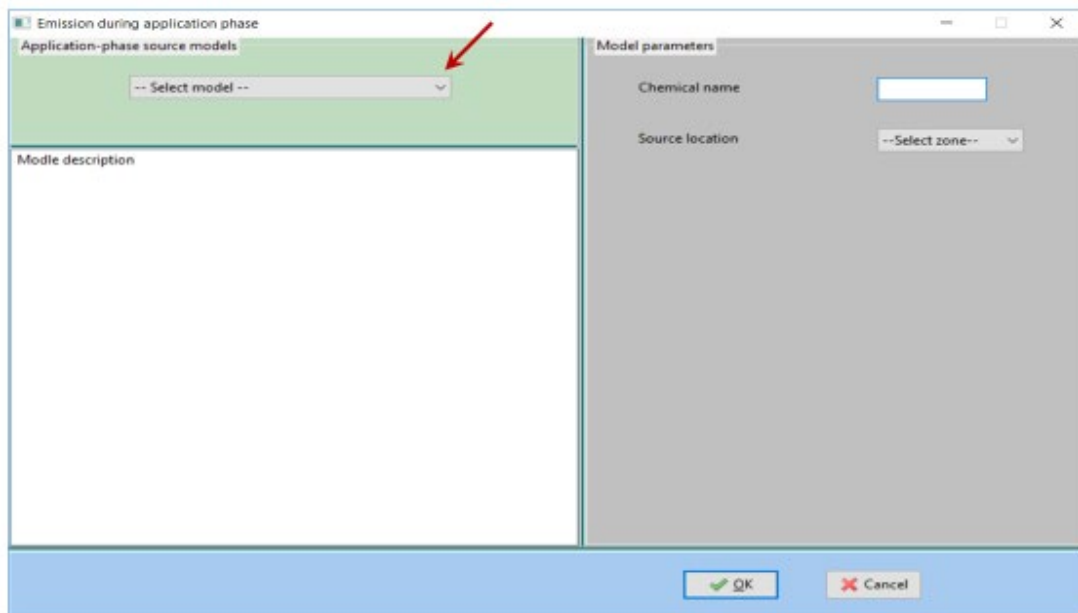 Emission during application phase
Application-phase source models
-- Select model --
Modle description
Model parameters
Chemical name
Source location
--Select zone--
OK
Cancel